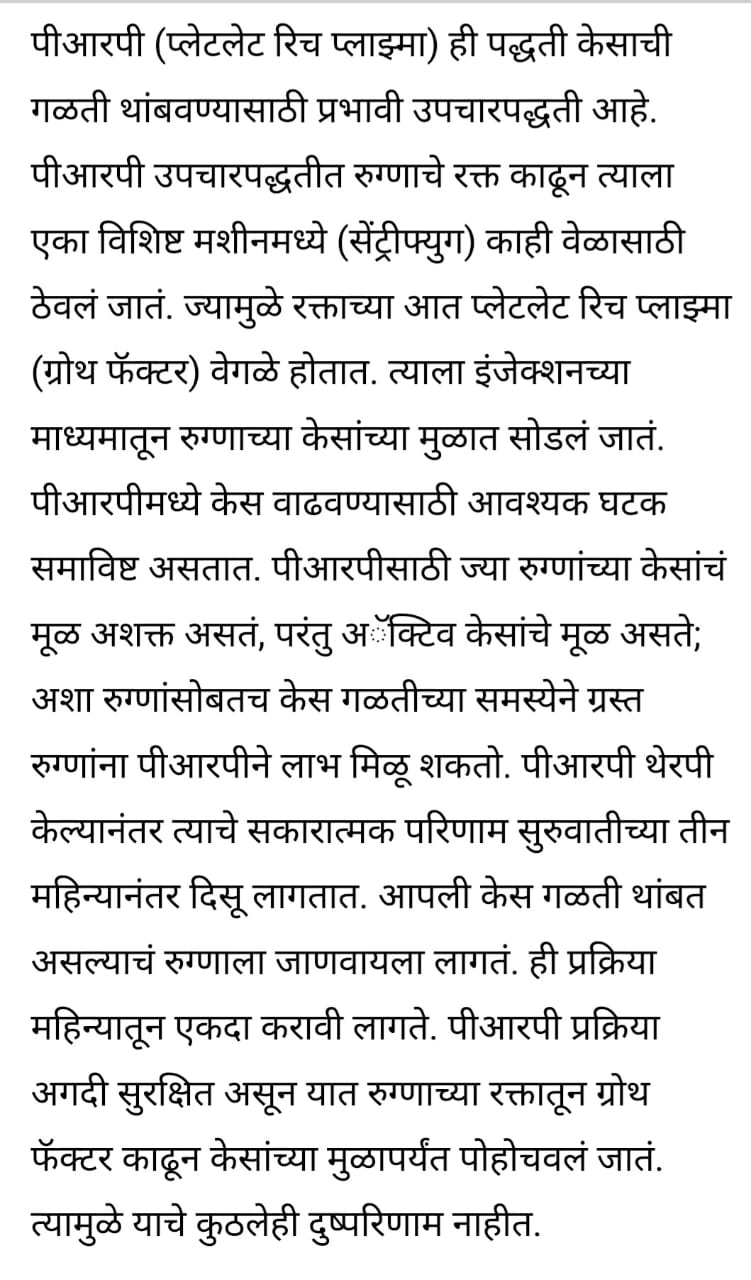 पीआरपी (प्लेटलेट रिच प्लाझ्मा) ही पद्धती केसाची
गळती थांबवण्यासाठी प्रभावी उपचारपद्धती आहे.
पीआरपी उपचारपद्धतीत रुग्णाचे रक्त काढून त्याला
एका विशिष्ट मशीनमध्ये (सेंट्रीफ्युग) काही वेळासाठी
ठेवलं जातं. ज्यामुळे रक्ताच्या आत प्लेटलेट रिच प्लाझ्मा
(ग्रोथ फॅक्टर) वेगळे होतात. त्याला इंजेक्शनच्या
माध्यमातून रुग्णाच्या केसांच्या मुळात सोडलं जातं.
पीआरपीमध्ये केस वाढवण्यासाठी आवश्यक घटक
समाविष्ट असतात. पीआरपीसाठी ज्या रुग्णांच्या केसांचं
मूळ अशक्त असतं, परंतु अॅक्टिव केसांचे मूळ असते;
अशा रुग्णांसोबतच केस गळतीच्या समस्येने ग्रस्त
रुग्णांना पीआरपीने लाभ मिळू शकतो. पीआरपी थेरपी
केल्यानंतर त्याचे सकारात्मक परिणाम सुरुवातीच्या तीन
महिन्यानंतर दिसू लागतात. आपली केस गळती थांबत
असल्याचं रुग्णाला जाणवायला लागतं. ही प्रक्रिया
महिन्यातून एकदा करावी लागते. पीआरपी प्रक्रिया
अगदी सुरक्षित असून यात रुग्णाच्या रक्तातून ग्रोथ
फॅक्टर काढून केसांच्या मुळापर्यंत पोहोचवलं जातं.
त्यामुळे याचे कुठलेही दुष्परिणाम नाहीत.